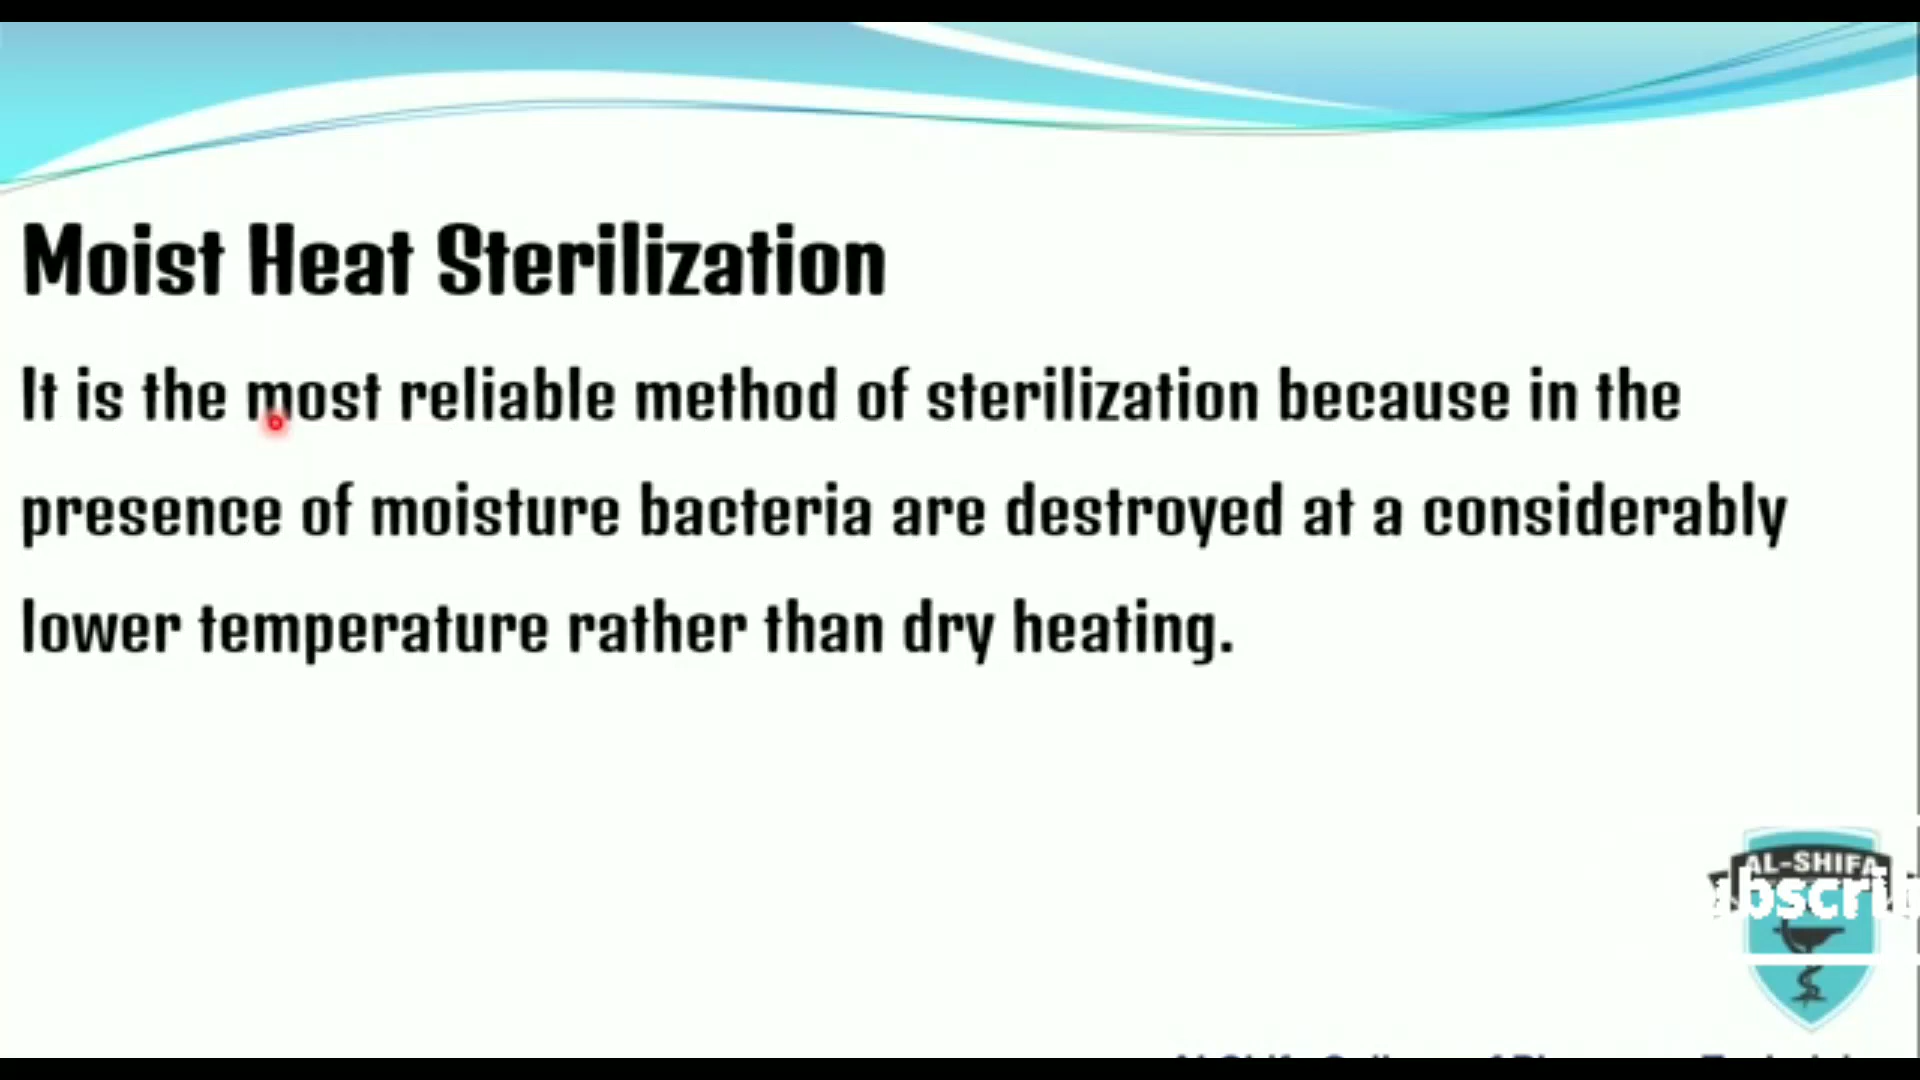 Moist Heat Sterilization
It is the most reliable method of sterilization because in the
presence of moisture bacteria are destroyed at a considerably
lower temperature rather than dry heating.
AL-SHIFA